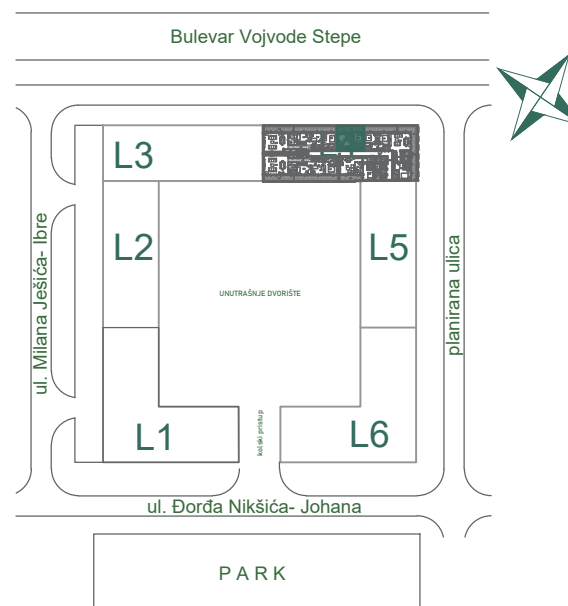 Bulevar Vojvode Stepe
L3
L2
L5
ul. Milana Ješića- Ibre
planirana ulica
UNUTRAŠNJE DVORIŠTE
L1
kolski pristup
L6
ul. Đorđa Nikšića- Johana
PARK